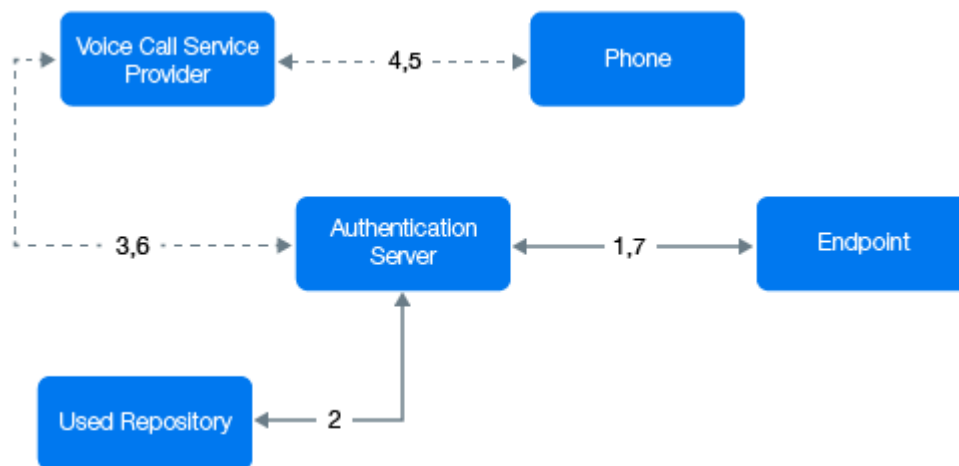 Voice Call Service
Provider
4,5
Phone
3,6
Authentication
Server
1,7
Endpoint
Used Repository
2